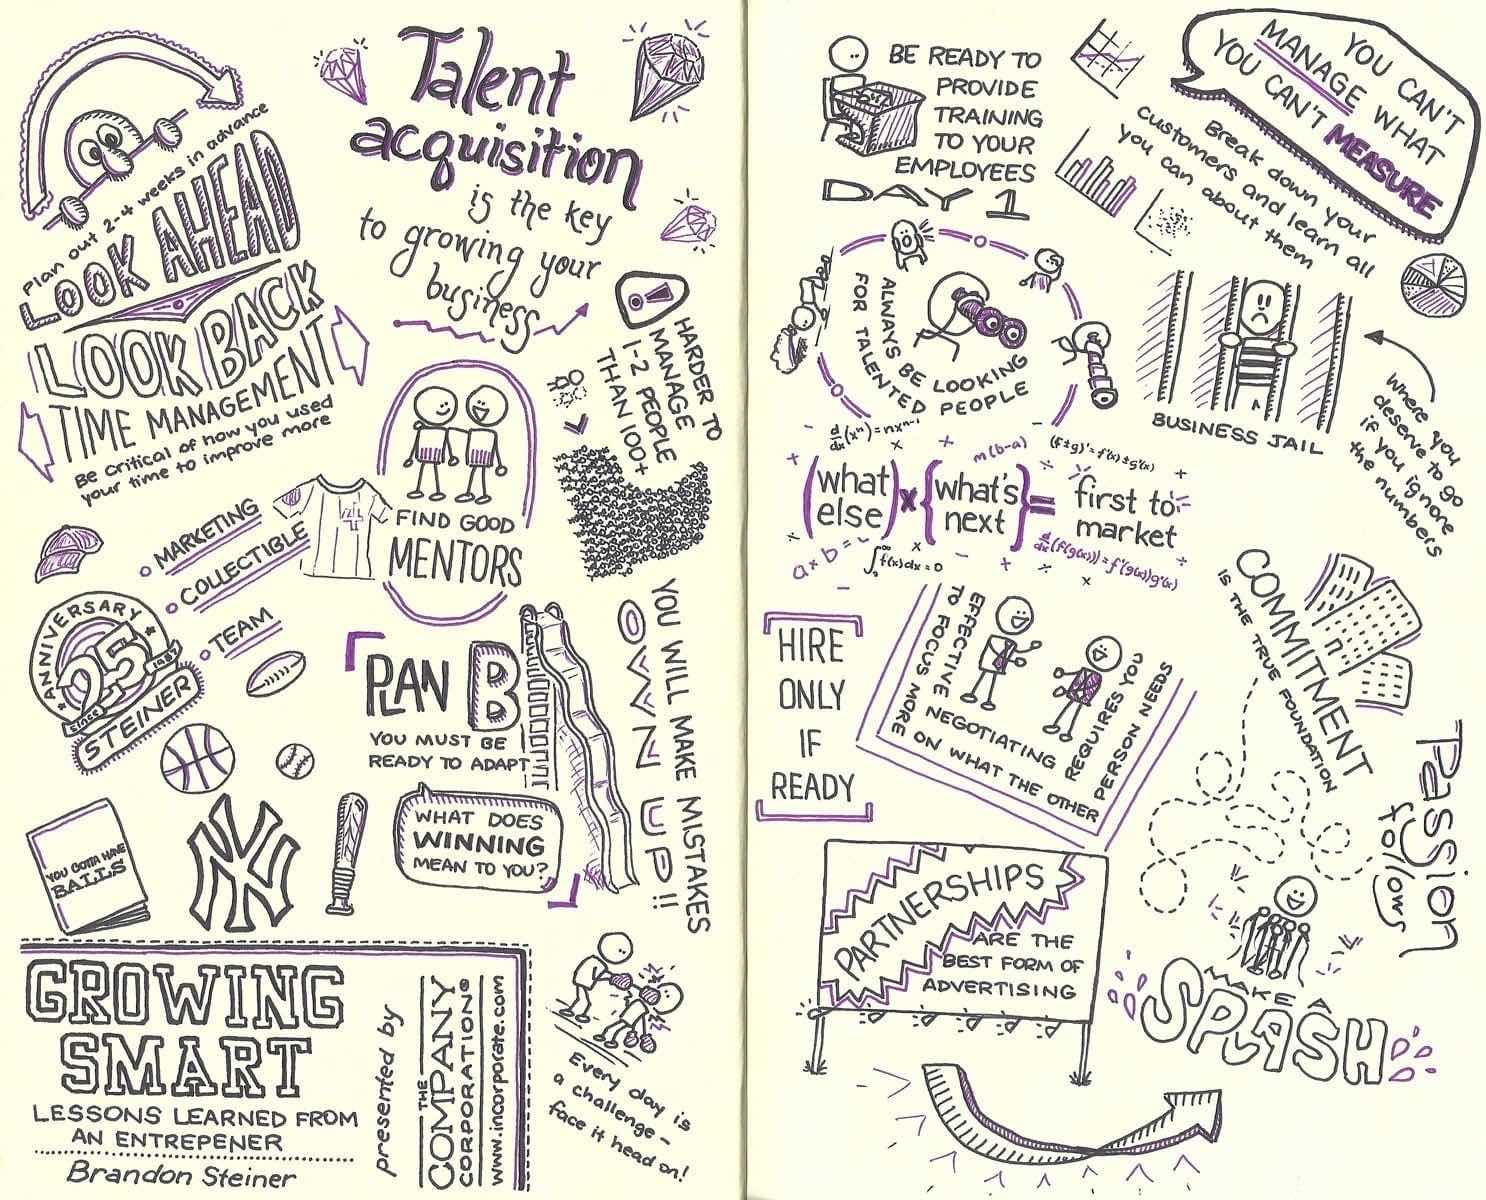 Plan out 2-4 weeks in advance
LOOK AHEAD
LOOK BACK
TIME MANAGEMENT
Be critical of how you used
your time to improve more
Talent
acquisition
is the key
to growing your
business
HARDER TO
MANAGE
1-2 PEOPLE
THAN 100+
FIND GOOD
MENTORS
MARKETING
COLLECTIBLE
TEAM
ANNIVERSARY
25
since 1987
STEINER
YOU GOTTA HAVE
BALLS
NY
PLAN B
YOU MUST BE
READY TO ADAPT
WHAT DOES
WINNING
MEAN TO YOU?
YOU WILL MAKE MISTAKES
OWN UP!!
GROWING
SMART
LESSONS LEARNED FROM
AN ENTREPENER
Brandon Steiner
presented by
THE
COMPANY
CORPORATION®
www.incorporate.com
Every day is
a challenge -
face it head on!
BE READY TO
PROVIDE
TRAINING
TO YOUR
EMPLOYEES
DAY 1
YOU CAN'T
MANAGE WHAT
YOU CAN'T MEASURE
Break down your
customers and learn all
you can about them
ALWAYS BE LOOKING
FOR TALENTED PEOPLE
BUSINESS JAIL
where you
deserve to go
if you ignore
the numbers
d/dx(xⁿ)=nxⁿ⁻¹
m(b-a)
(f±g)'=f'(x)±g'(x)
(what else) x {what's next} = first to market
a×b=
∫f(x)dx=0
d/dx(f(g(x)))=f'(g(x))g'(x)
HIRE
ONLY
IF
READY
EFFECTIVE NEGOTIATING REQUIRES YOU
TO FOCUS MORE ON WHAT THE OTHER PERSON NEEDS
COMMITMENT
IS THE TRUE FOUNDATION
Passion
follows
PARTNERSHIPS
ARE THE
BEST FORM OF
ADVERTISING
MAKE A
SPLASH